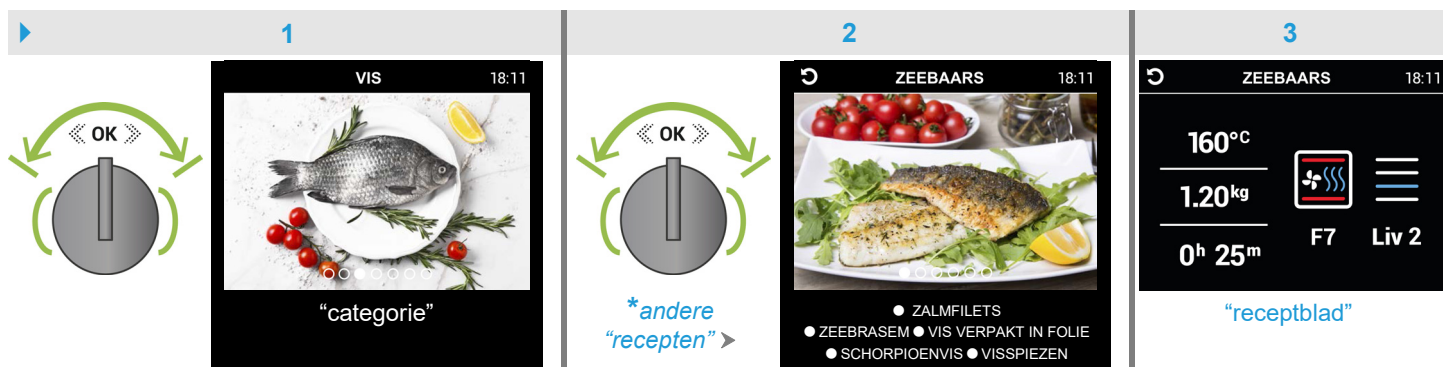 1
2
3
OK
VIS 18:11
"categorie"
OK
*andere
"recepten" ➤
ZEEBAARS 18:11
● ZALMFILETS
● ZEEBRASEM ● VIS VERPAKT IN FOLIE
● SCHORPIOENVIS ● VISSPIEZEN
ZEEBAARS 18:11
160°C
1.20kg
0h 25m
F7
Liv 2
"receptblad"